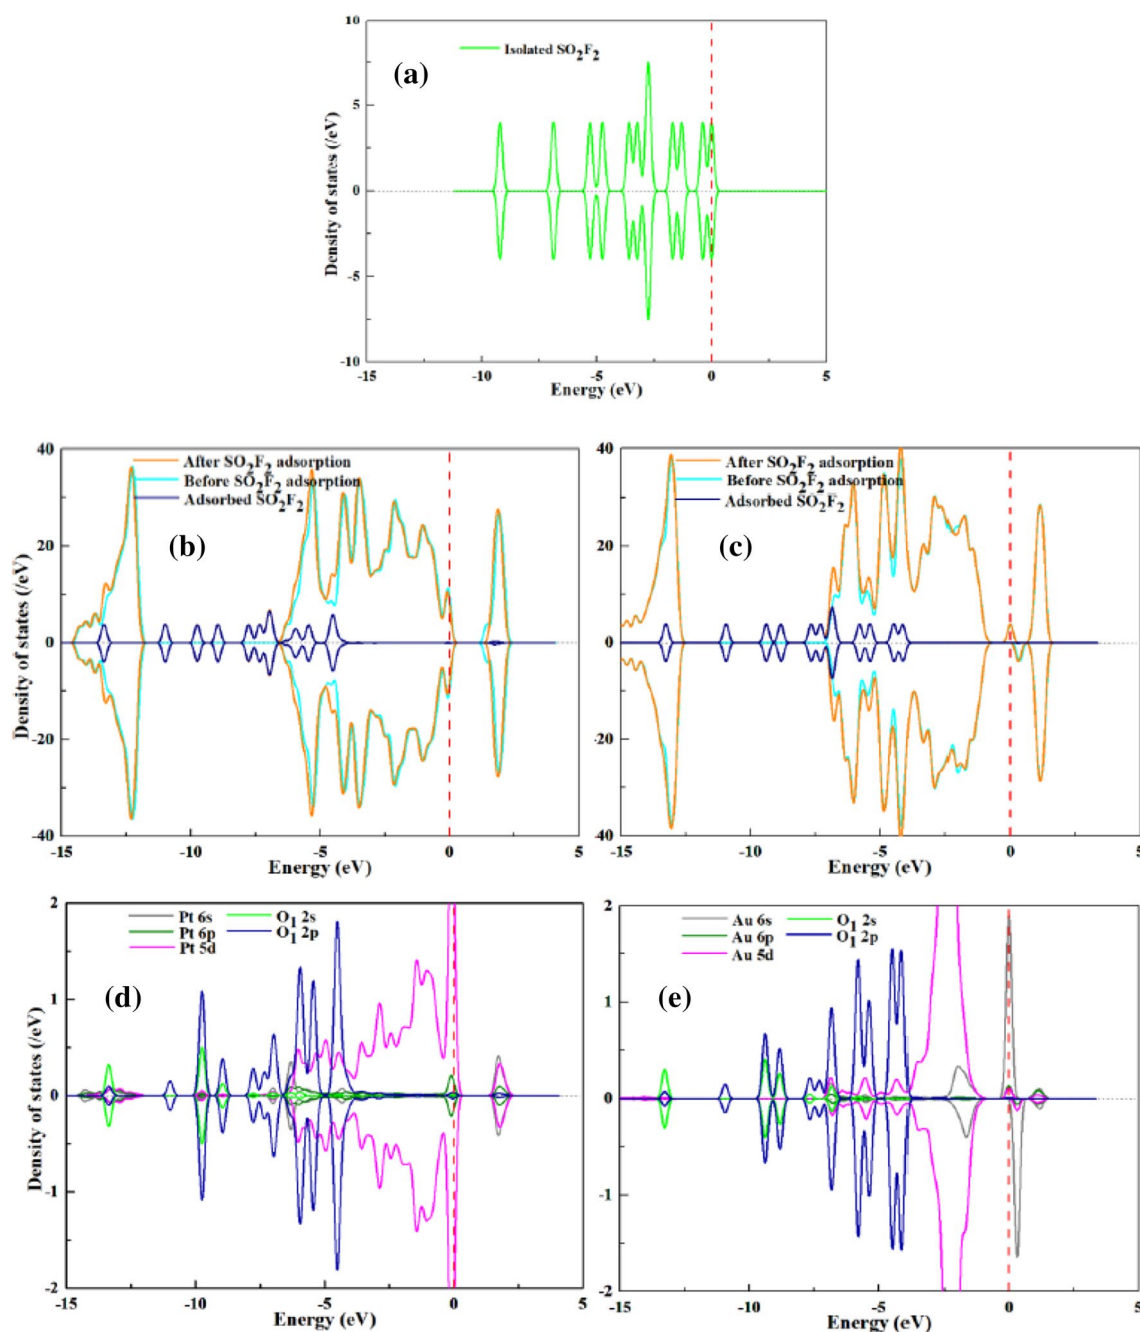 (a)
Isolated SO2F2
Density of states (/eV)
10
5
0
-5
-10
-15
-10
-5
0
5
Energy (eV)
(b)
After SO2F2 adsorption
Before SO2F2 adsorption
Adsorbed SO2F2
Density of states (/eV)
40
20
0
-20
-40
-15
-10
-5
0
5
Energy (eV)
(c)
After SO2F2 adsorption
Before SO2F2 adsorption
Adsorbed SO2F2
40
20
0
-20
-40
-15
-10
-5
0
5
Energy (eV)
(d)
Pt 6s
O1 2s
Pt 6p
O1 2p
Pt 5d
Density of states (/eV)
2
1
0
-1
-2
-15
-10
-5
0
5
Energy (eV)
(e)
Au 6s
O1 2s
Au 6p
O1 2p
Au 5d
2
1
0
-1
-2
-15
-10
-5
0
5
Energy (eV)